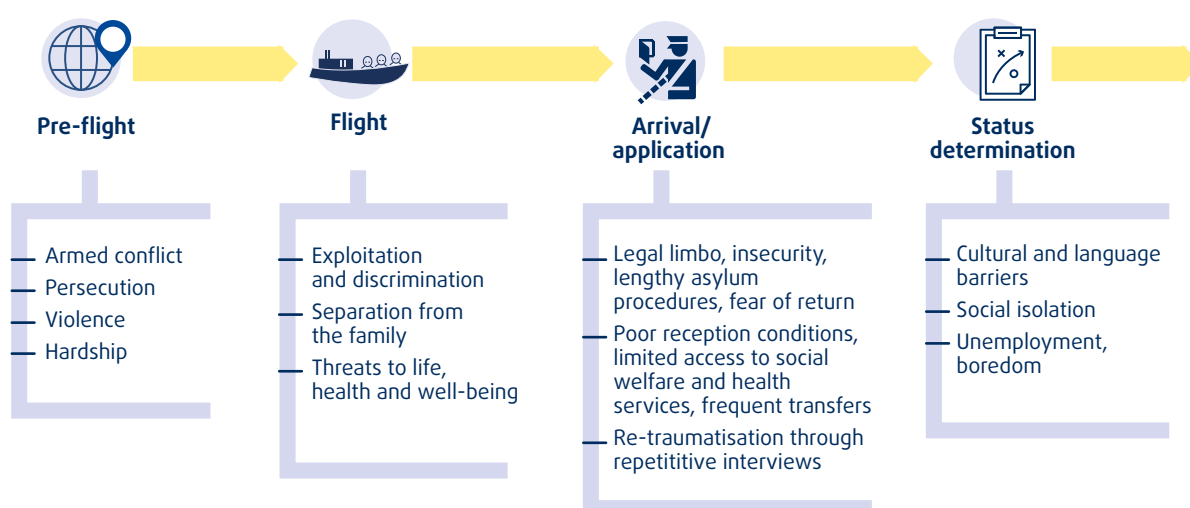 Pre-flight
Armed conflict
Persecution
Violence
Hardship
Flight
Exploitation
and discrimination
Separation from
the family
Threats to life,
health and well-being
Arrival/
application
Legal limbo, insecurity,
lengthy asylum
procedures, fear of return
Poor reception conditions,
limited access to social
welfare and health
services, frequent transfers
Re-traumatisation through
repetititive interviews
Status
determination
Cultural and language
barriers
Social isolation
Unemployment,
boredom